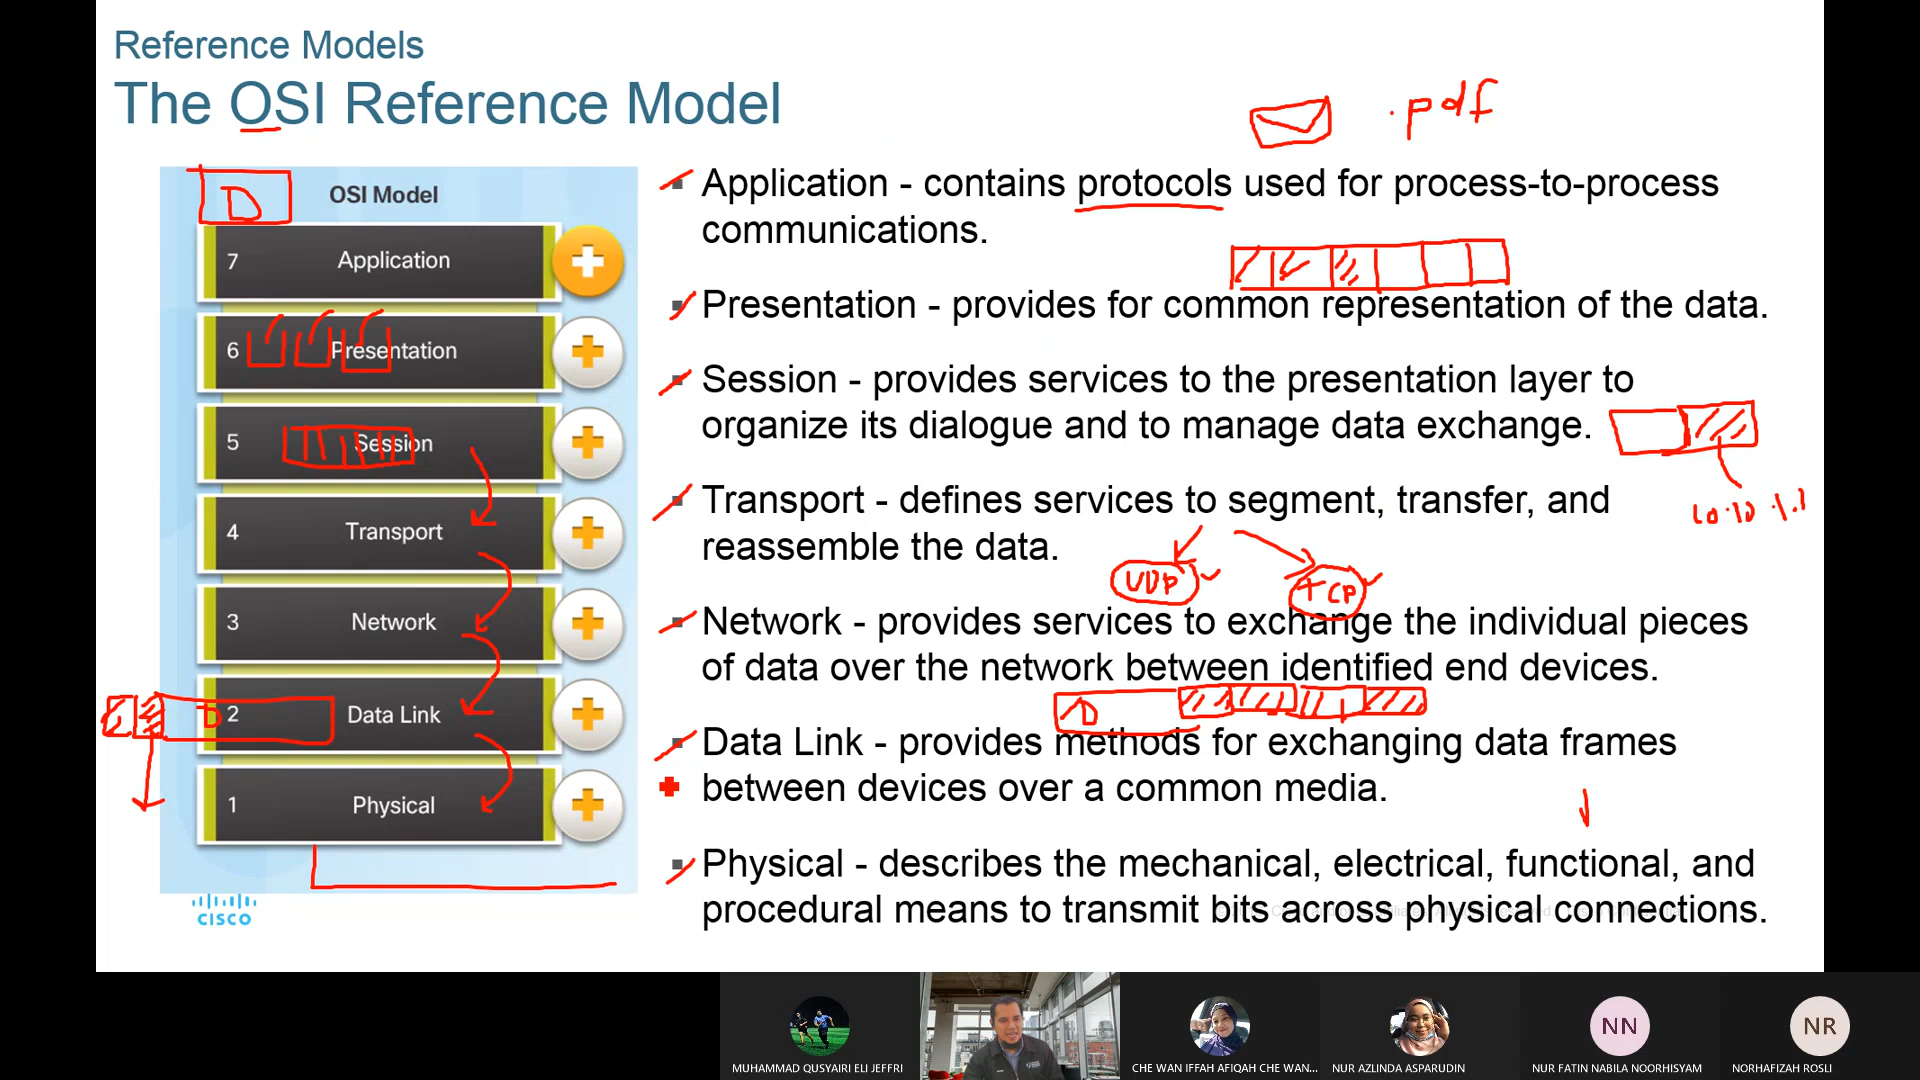 Reference Models
The OSI Reference Model
.pdf
D
OSI Model
7 Application
6 Presentation
5 Session
4 Transport
3 Network
D 2 Data Link
1 Physical
CISCO
Application - contains protocols used for process-to-process
communications.
Presentation - provides for common representation of the data.
Session - provides services to the presentation layer to
organize its dialogue and to manage data exchange.
Transport - defines services to segment, transfer, and
reassemble the data.
UDP TCP
Network - provides services to exchange the individual pieces
of data over the network between identified end devices.
D
Data Link - provides methods for exchanging data frames
between devices over a common media.
Physical - describes the mechanical, electrical, functional, and
procedural means to transmit bits across physical connections.
NN NR
MUHAMMAD QUSYAIRI ELI JEFFRI CHE WAN IFFAH AFIQAH CHE WAN... NUR AZLINDA ASPARUDIN NUR FATIN NABILA NOORHISYAM NORHAFIZAH ROSLI